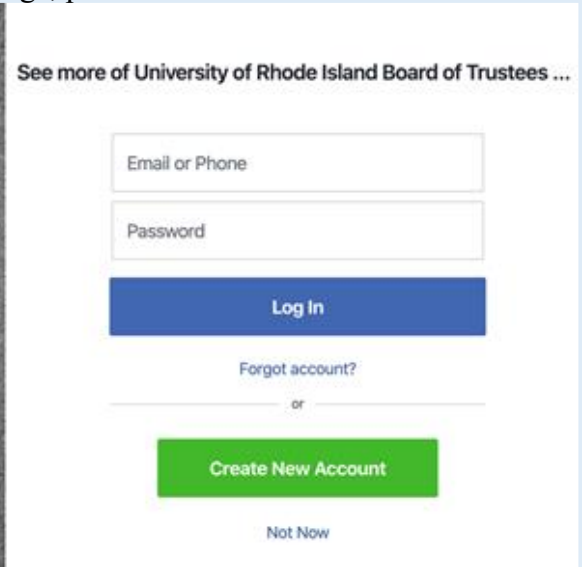 See more of University of Rhode Island Board of Trustees ...
Email or Phone
Password
Log In
Forgot account?
or
Create New Account
Not Now